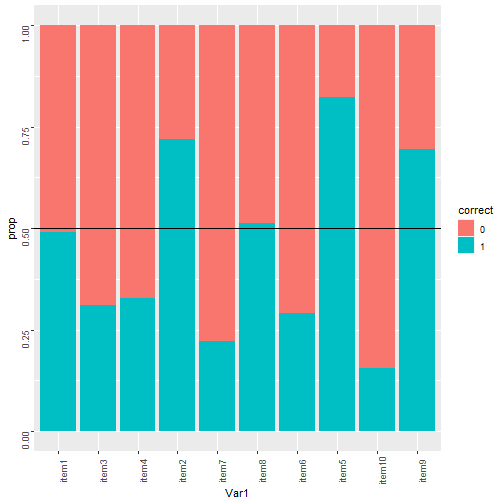 1.00
0.75
0.50
0.25
0.00
prop
item1
item3
item4
item2
item7
item8
item6
item5
item10
item9
Var1
correct
0
1